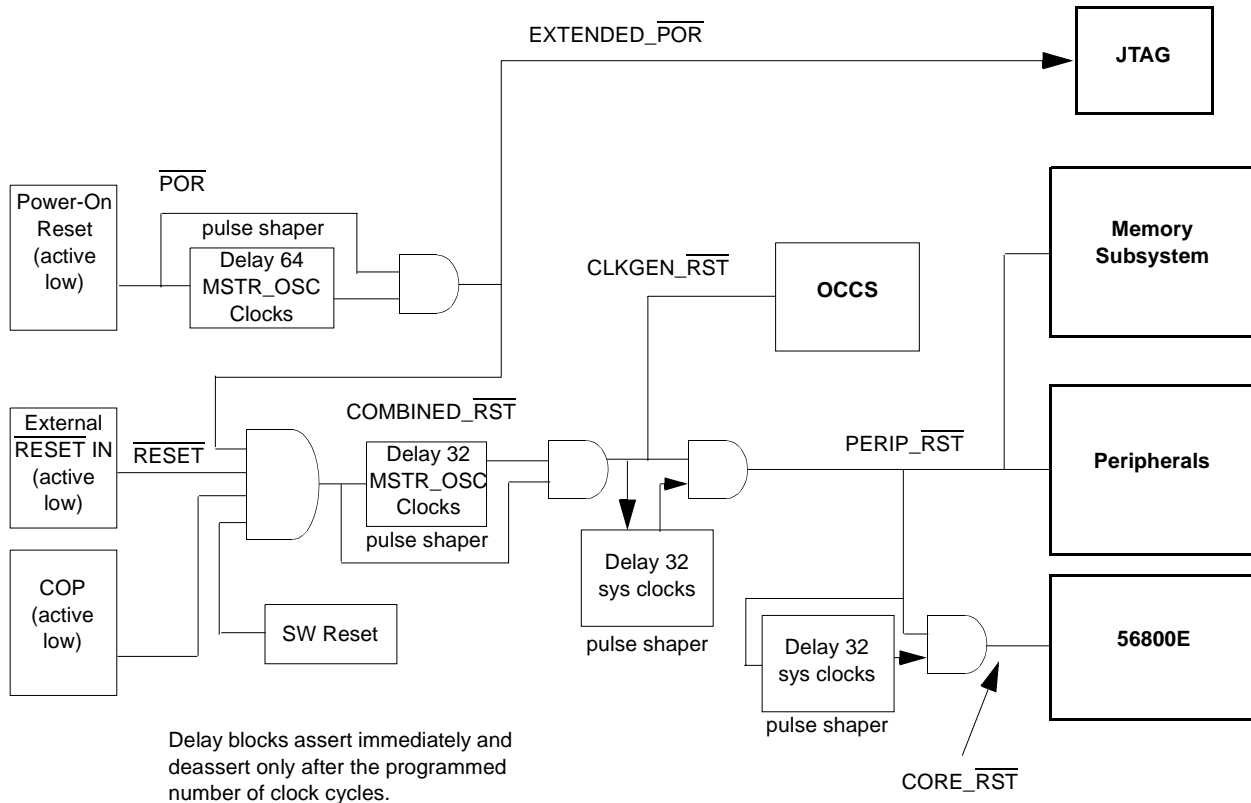 EXTENDED_POR
JTAG
POR
Power-On
Reset
(active
low)
pulse shaper
Delay 64
MSTR_OSC
Clocks
CLKGEN_RST
OCCS
Memory
Subsystem
External
RESET IN
(active
low)
RESET
COMBINED_RST
Delay 32
MSTR_OSC
Clocks
pulse shaper
PERIP_RST
Peripherals
COP
(active
low)
SW Reset
Delay 32
sys clocks
pulse shaper
Delay 32
sys clocks
pulse shaper
56800E
CORE_RST
Delay blocks assert immediately and
deassert only after the programmed
number of clock cycles.